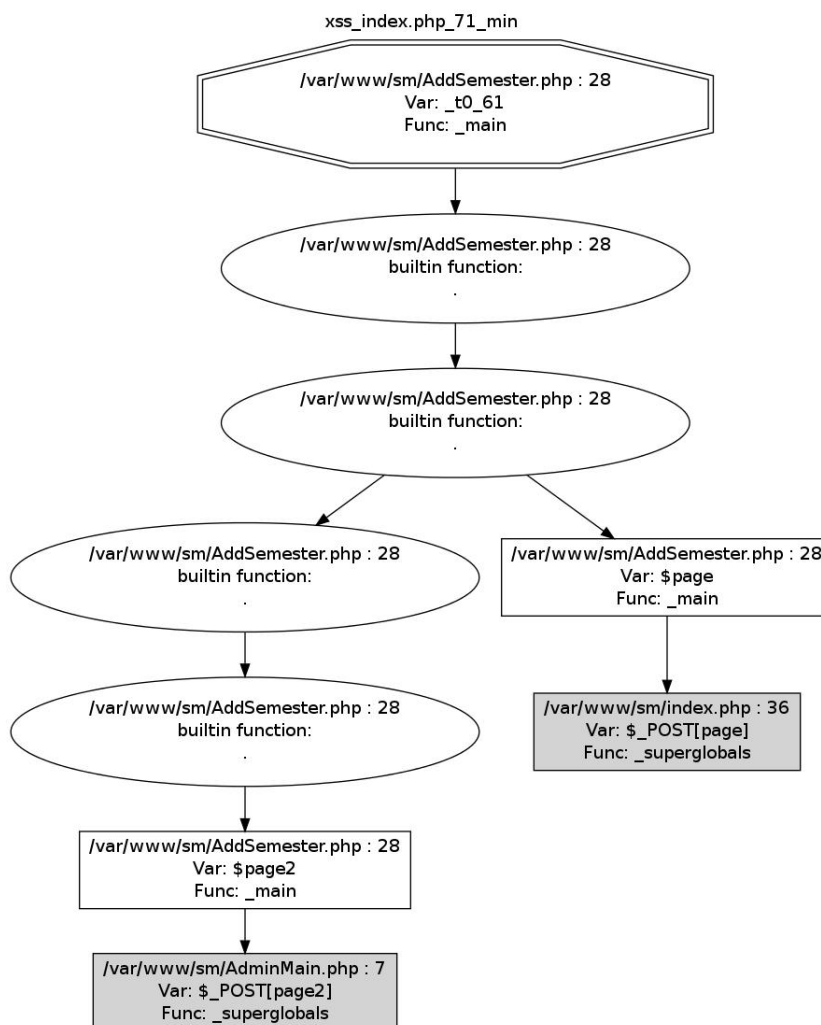 xss_index.php_71_min
/var/www/sm/AddSemester.php : 28
Var: _t0_61
Func: _main
/var/www/sm/AddSemester.php : 28
builtin function:
.
/var/www/sm/AddSemester.php : 28
builtin function:
.
/var/www/sm/AddSemester.php : 28
builtin function:
.
/var/www/sm/AddSemester.php : 28
Var: $page
Func: _main
/var/www/sm/AddSemester.php : 28
builtin function:
.
/var/www/sm/index.php : 36
Var: $_POST[page]
Func: _superglobals
/var/www/sm/AddSemester.php : 28
Var: $page2
Func: _main
/var/www/sm/AdminMain.php : 7
Var: $_POST[page2]
Func: _superglobals